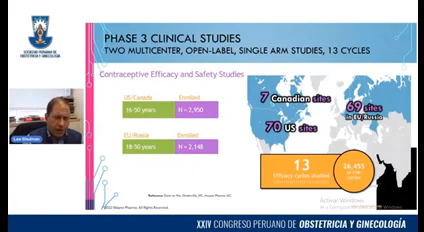 SOCIEDAD PERUANA DE
OBSTETRICIA Y GINECOLOGÍA
PHASE 3 CLINICAL STUDIES
TWO MULTICENTER, OPEN-LABEL, SINGLE ARM STUDIES, 13 CYCLES
Contraceptive Efficacy and Safety Studies
US/Canada Enrolled
16-50 years N = 2,950
EU/Russia Enrolled
18-50 years N = 2,148
7 Canadian sites
69 sites
in EU/Russia
70 US sites
13
Efficacy cycles studied
26,455
Lee Shulman
Activar Windows
XXIV CONGRESO PERUANO DE OBSTETRICIA Y GINECOLOGÍA